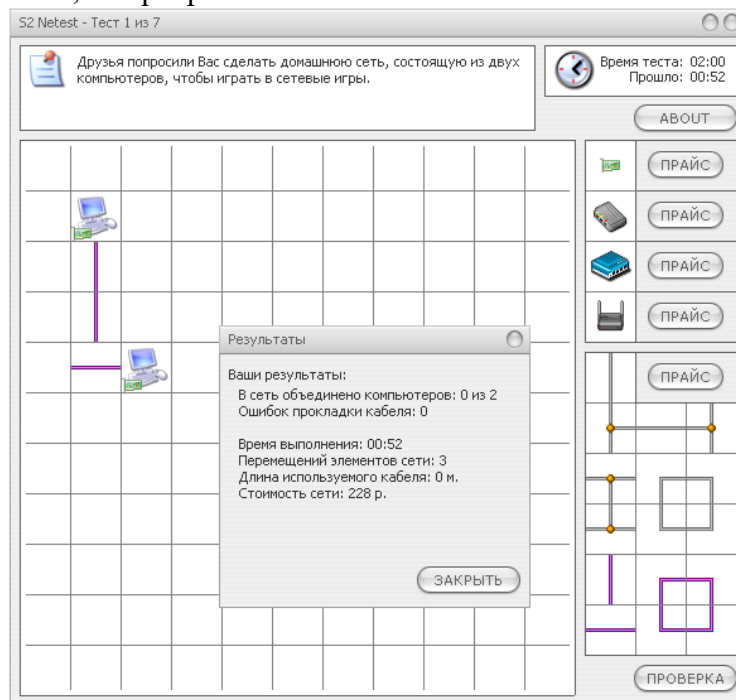 S2 Netest - Тест 1 из 7
Друзья попросили Вас сделать домашнюю сеть, состоящую из двух
компьютеров, чтобы играть в сетевые игры.
Время теста: 02:00
Прошло: 00:52
ABOUT
ПРАЙС
ПРАЙС
ПРАЙС
ПРАЙС
ПРАЙС
Результаты
Ваши результаты:
В сеть объединено компьютеров: 0 из 2
Ошибок прокладки кабеля: 0
Время выполнения: 00:52
Перемещений элементов сети: 3
Длина используемого кабеля: 0 м.
Стоимость сети: 228 р.
ЗАКРЫТЬ
ПРОВЕРКА